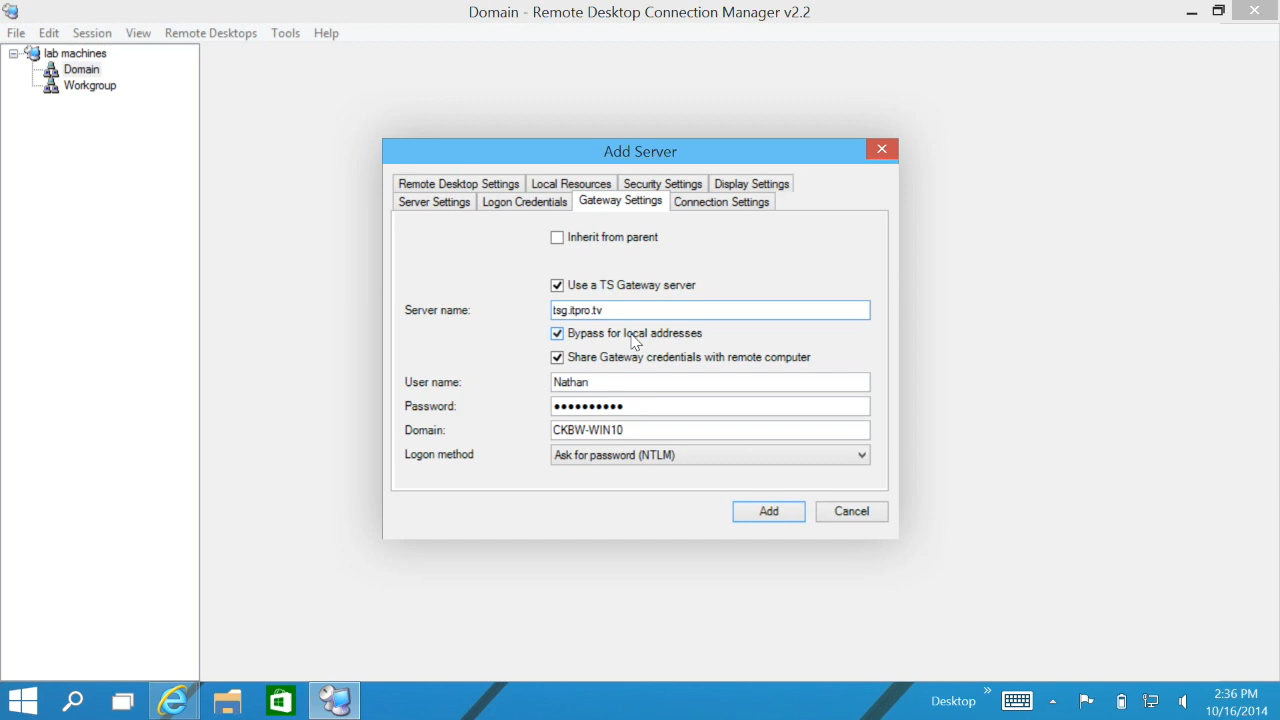 Domain - Remote Desktop Connection Manager v2.2
File Edit Session View Remote Desktops Tools Help
lab machines
Domain
Workgroup
Add Server
Remote Desktop Settings Local Resources Security Settings Display Settings
Server Settings Logon Credentials Gateway Settings Connection Settings
Inherit from parent
Use a TS Gateway server
Server name: tsg.itpro.tv
Bypass for local addresses
Share Gateway credentials with remote computer
User name: Nathan
Password: ••••••••••
Domain: CKBW-WIN10
Logon method Ask for password (NTLM)
Add Cancel
Desktop 2:36 PM
10/16/2014